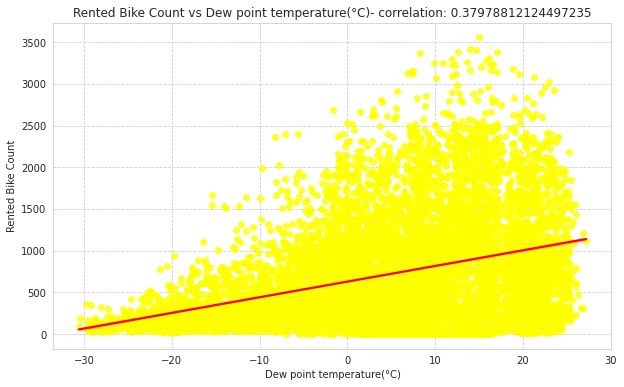 Rented Bike Count vs Dew point temperature(°C)- correlation: 0.37978812124497235
3500
3000
2500
2000
1500
1000
500
0
Rented Bike Count
−30 −20 −10 0 10 20 30
Dew point temperature(°C)